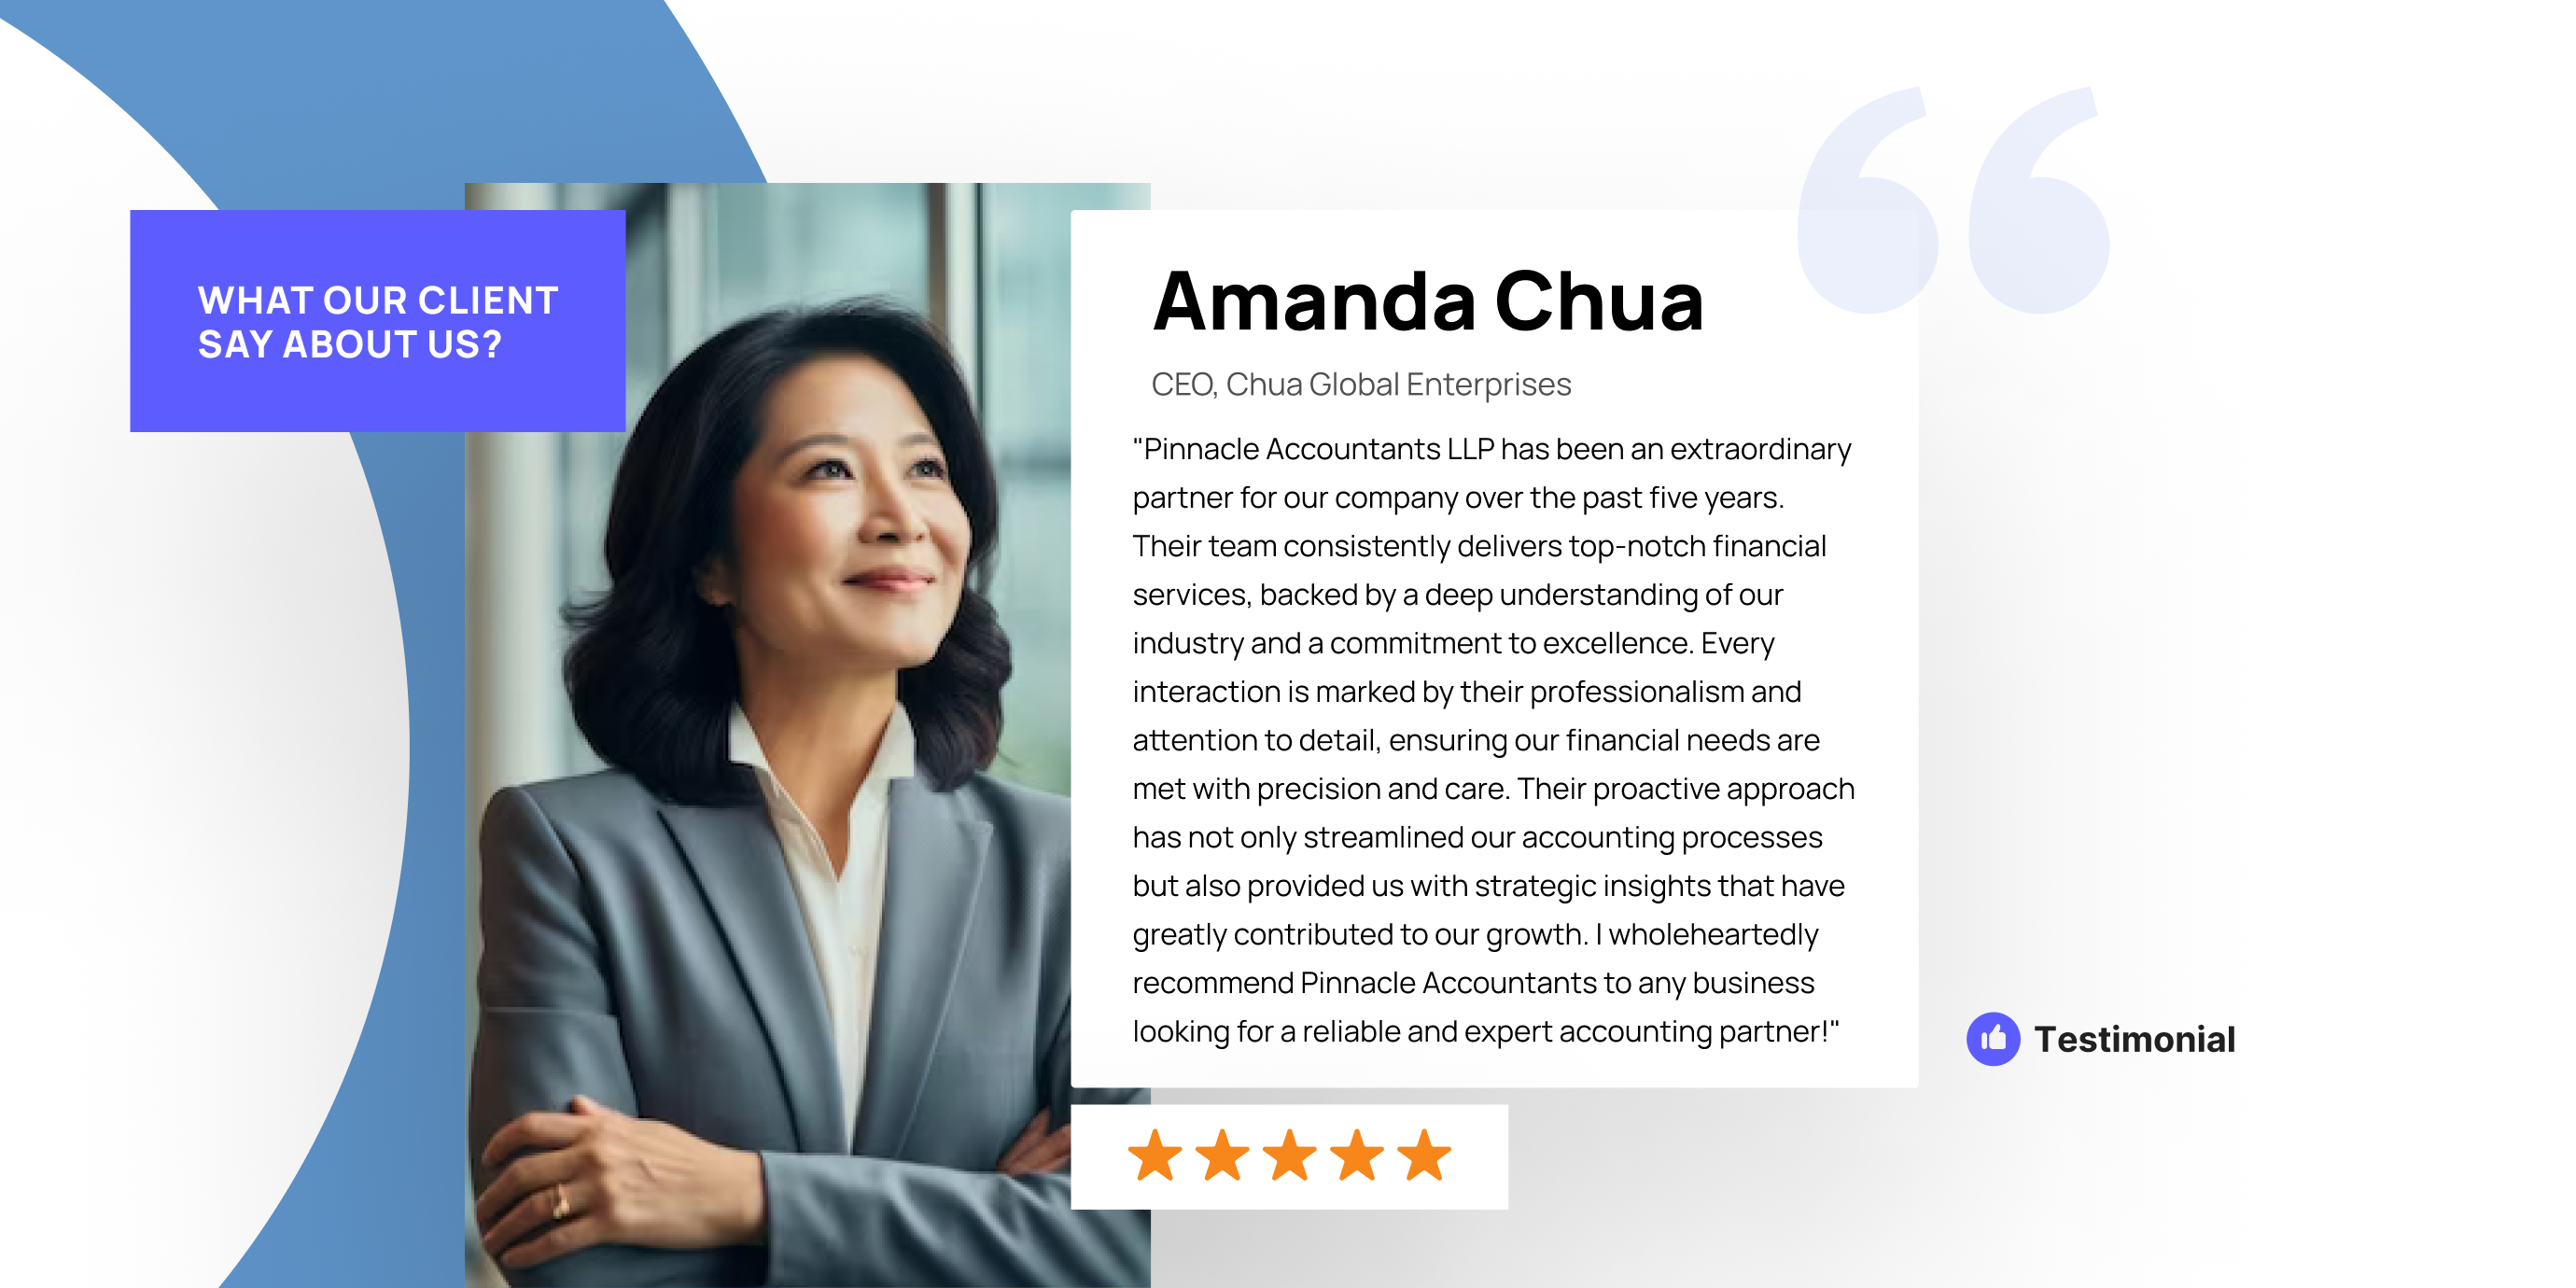 WHAT OUR CLIENT
SAY ABOUT US?
Amanda Chua
CEO, Chua Global Enterprises
"Pinnacle Accountants LLP has been an extraordinary
partner for our company over the past five years.
Their team consistently delivers top-notch financial
services, backed by a deep understanding of our
industry and a commitment to excellence. Every
interaction is marked by their professionalism and
attention to detail, ensuring our financial needs are
met with precision and care. Their proactive approach
has not only streamlined our accounting processes
but also provided us with strategic insights that have
greatly contributed to our growth. I wholeheartedly
recommend Pinnacle Accountants to any business
looking for a reliable and expert accounting partner!"
Testimonial